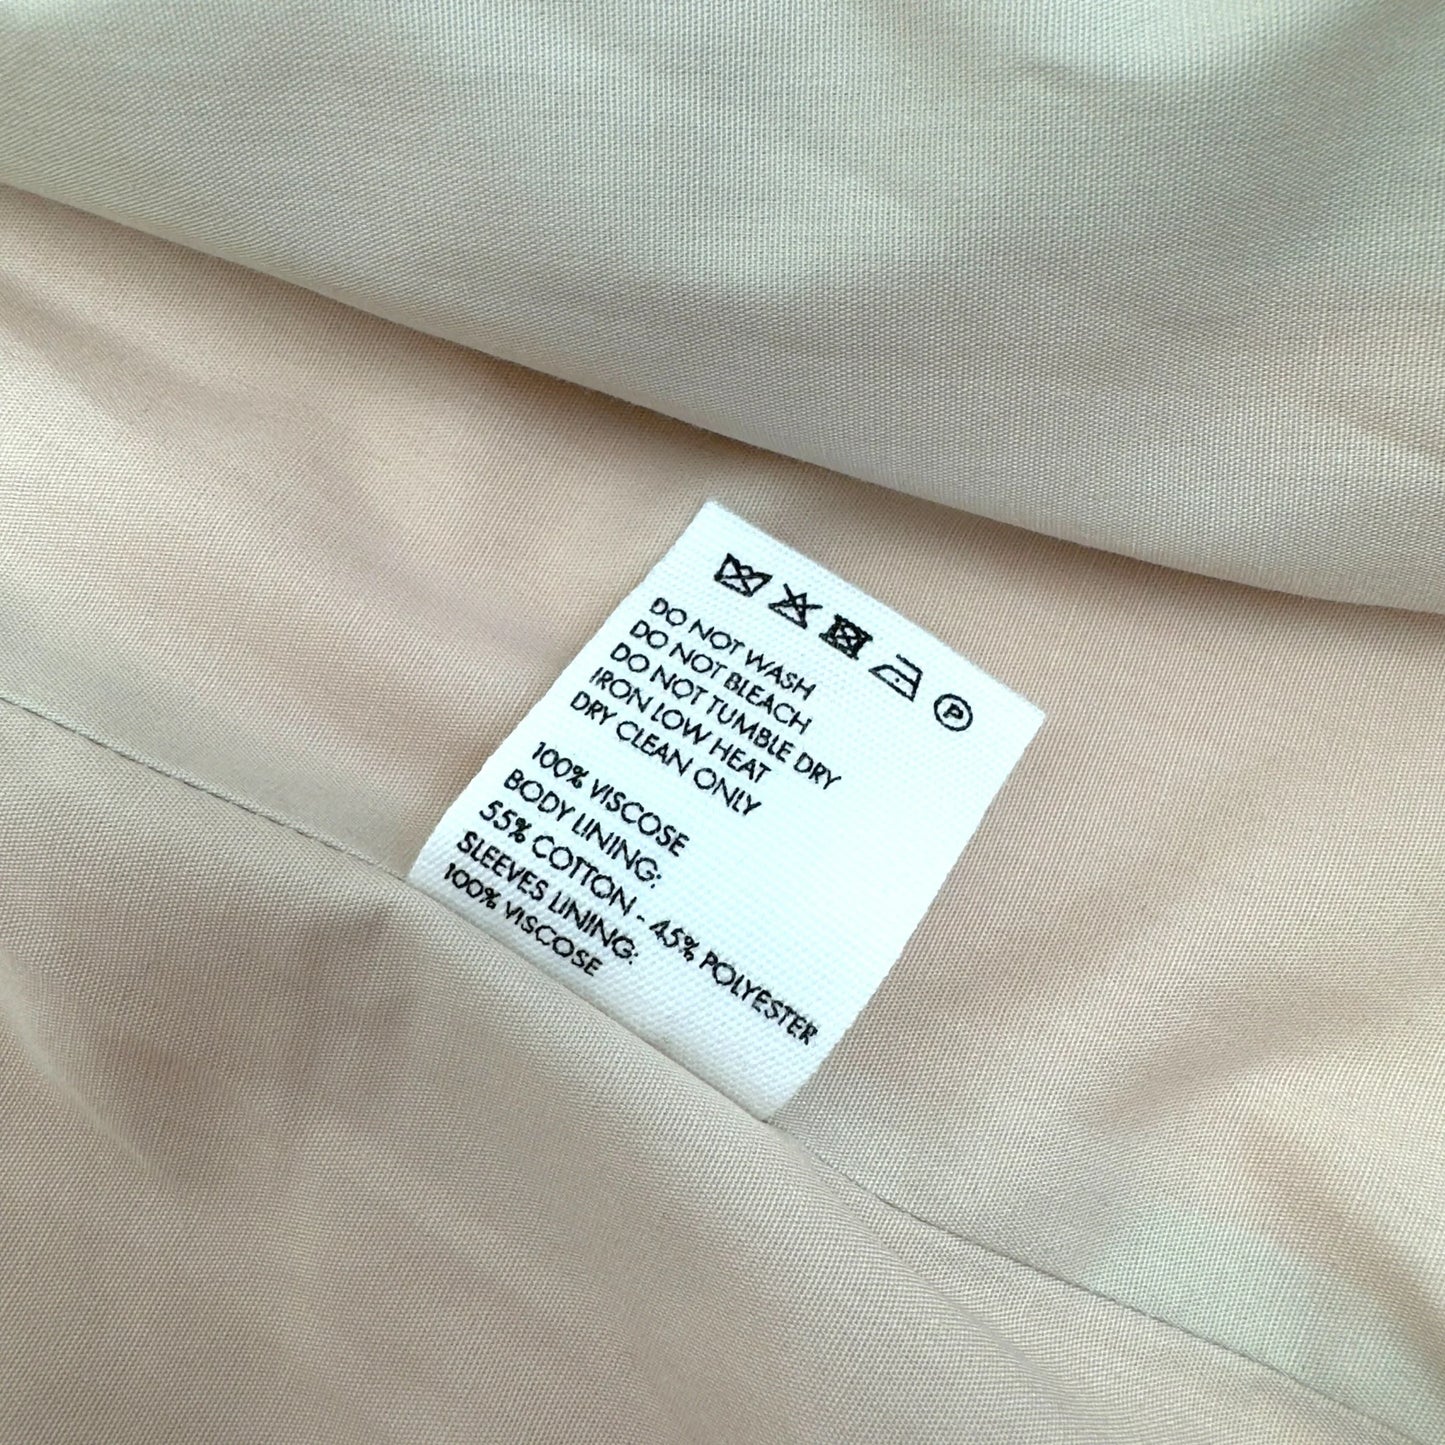 P
DO NOT WASH
DO NOT BLEACH
DO NOT TUMBLE DRY
IRON LOW HEAT
DRY CLEAN ONLY
100% VISCOSE
BODY LINING:
55% COTTON - 45% POLYESTER
SLEEVES LINING:
100% VISCOSE